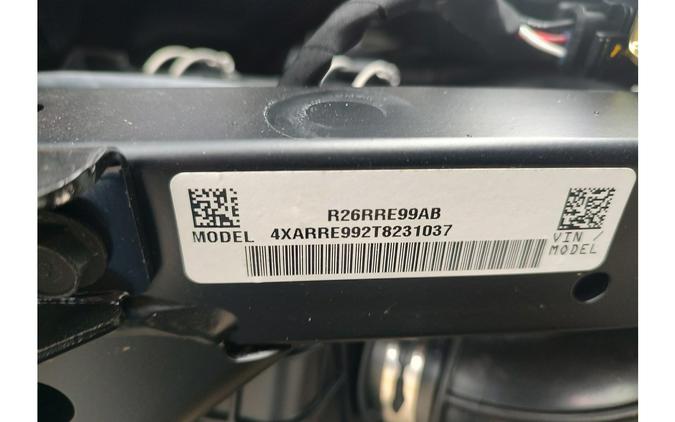 R26RRE99AB
MODEL 4XARRE992T8231037
VIN /
MODEL